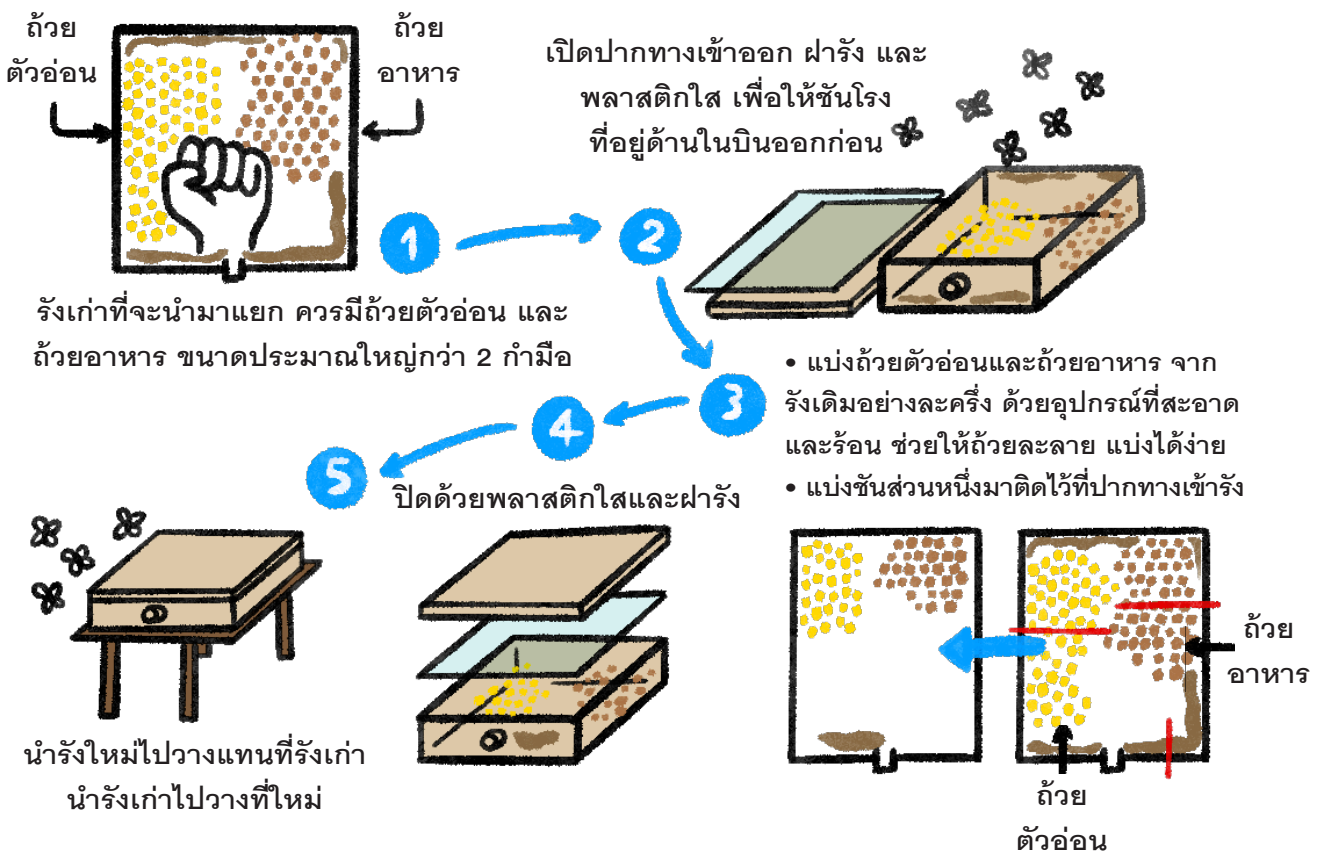 ถ้วย
ตัวอ่อน
ถ้วย
อาหาร
1
รังเก่าที่จะนำมาแยก ควรมีถ้วยตัวอ่อน และ
ถ้วยอาหาร ขนาดประมาณใหญ่กว่า 2 กำมือ
เปิดปากทางเข้าออก ฝารัง และ
พลาสติกใส เพื่อให้ชันโรง
ที่อยู่ด้านในบินออกก่อน
2
3
• แบ่งถ้วยตัวอ่อนและถ้วยอาหาร จาก
รังเดิมอย่างละครึ่ง ด้วยอุปกรณ์ที่สะอาด
และร้อน ช่วยให้ถ้วยละลาย แบ่งได้ง่าย
• แบ่งชันส่วนหนึ่งมาติดไว้ที่ปากทางเข้ารัง
ถ้วย
อาหาร
ถ้วย
ตัวอ่อน
4
ปิดด้วยพลาสติกใสและฝารัง
5
นำรังใหม่ไปวางแทนที่รังเก่า
นำรังเก่าไปวางที่ใหม่